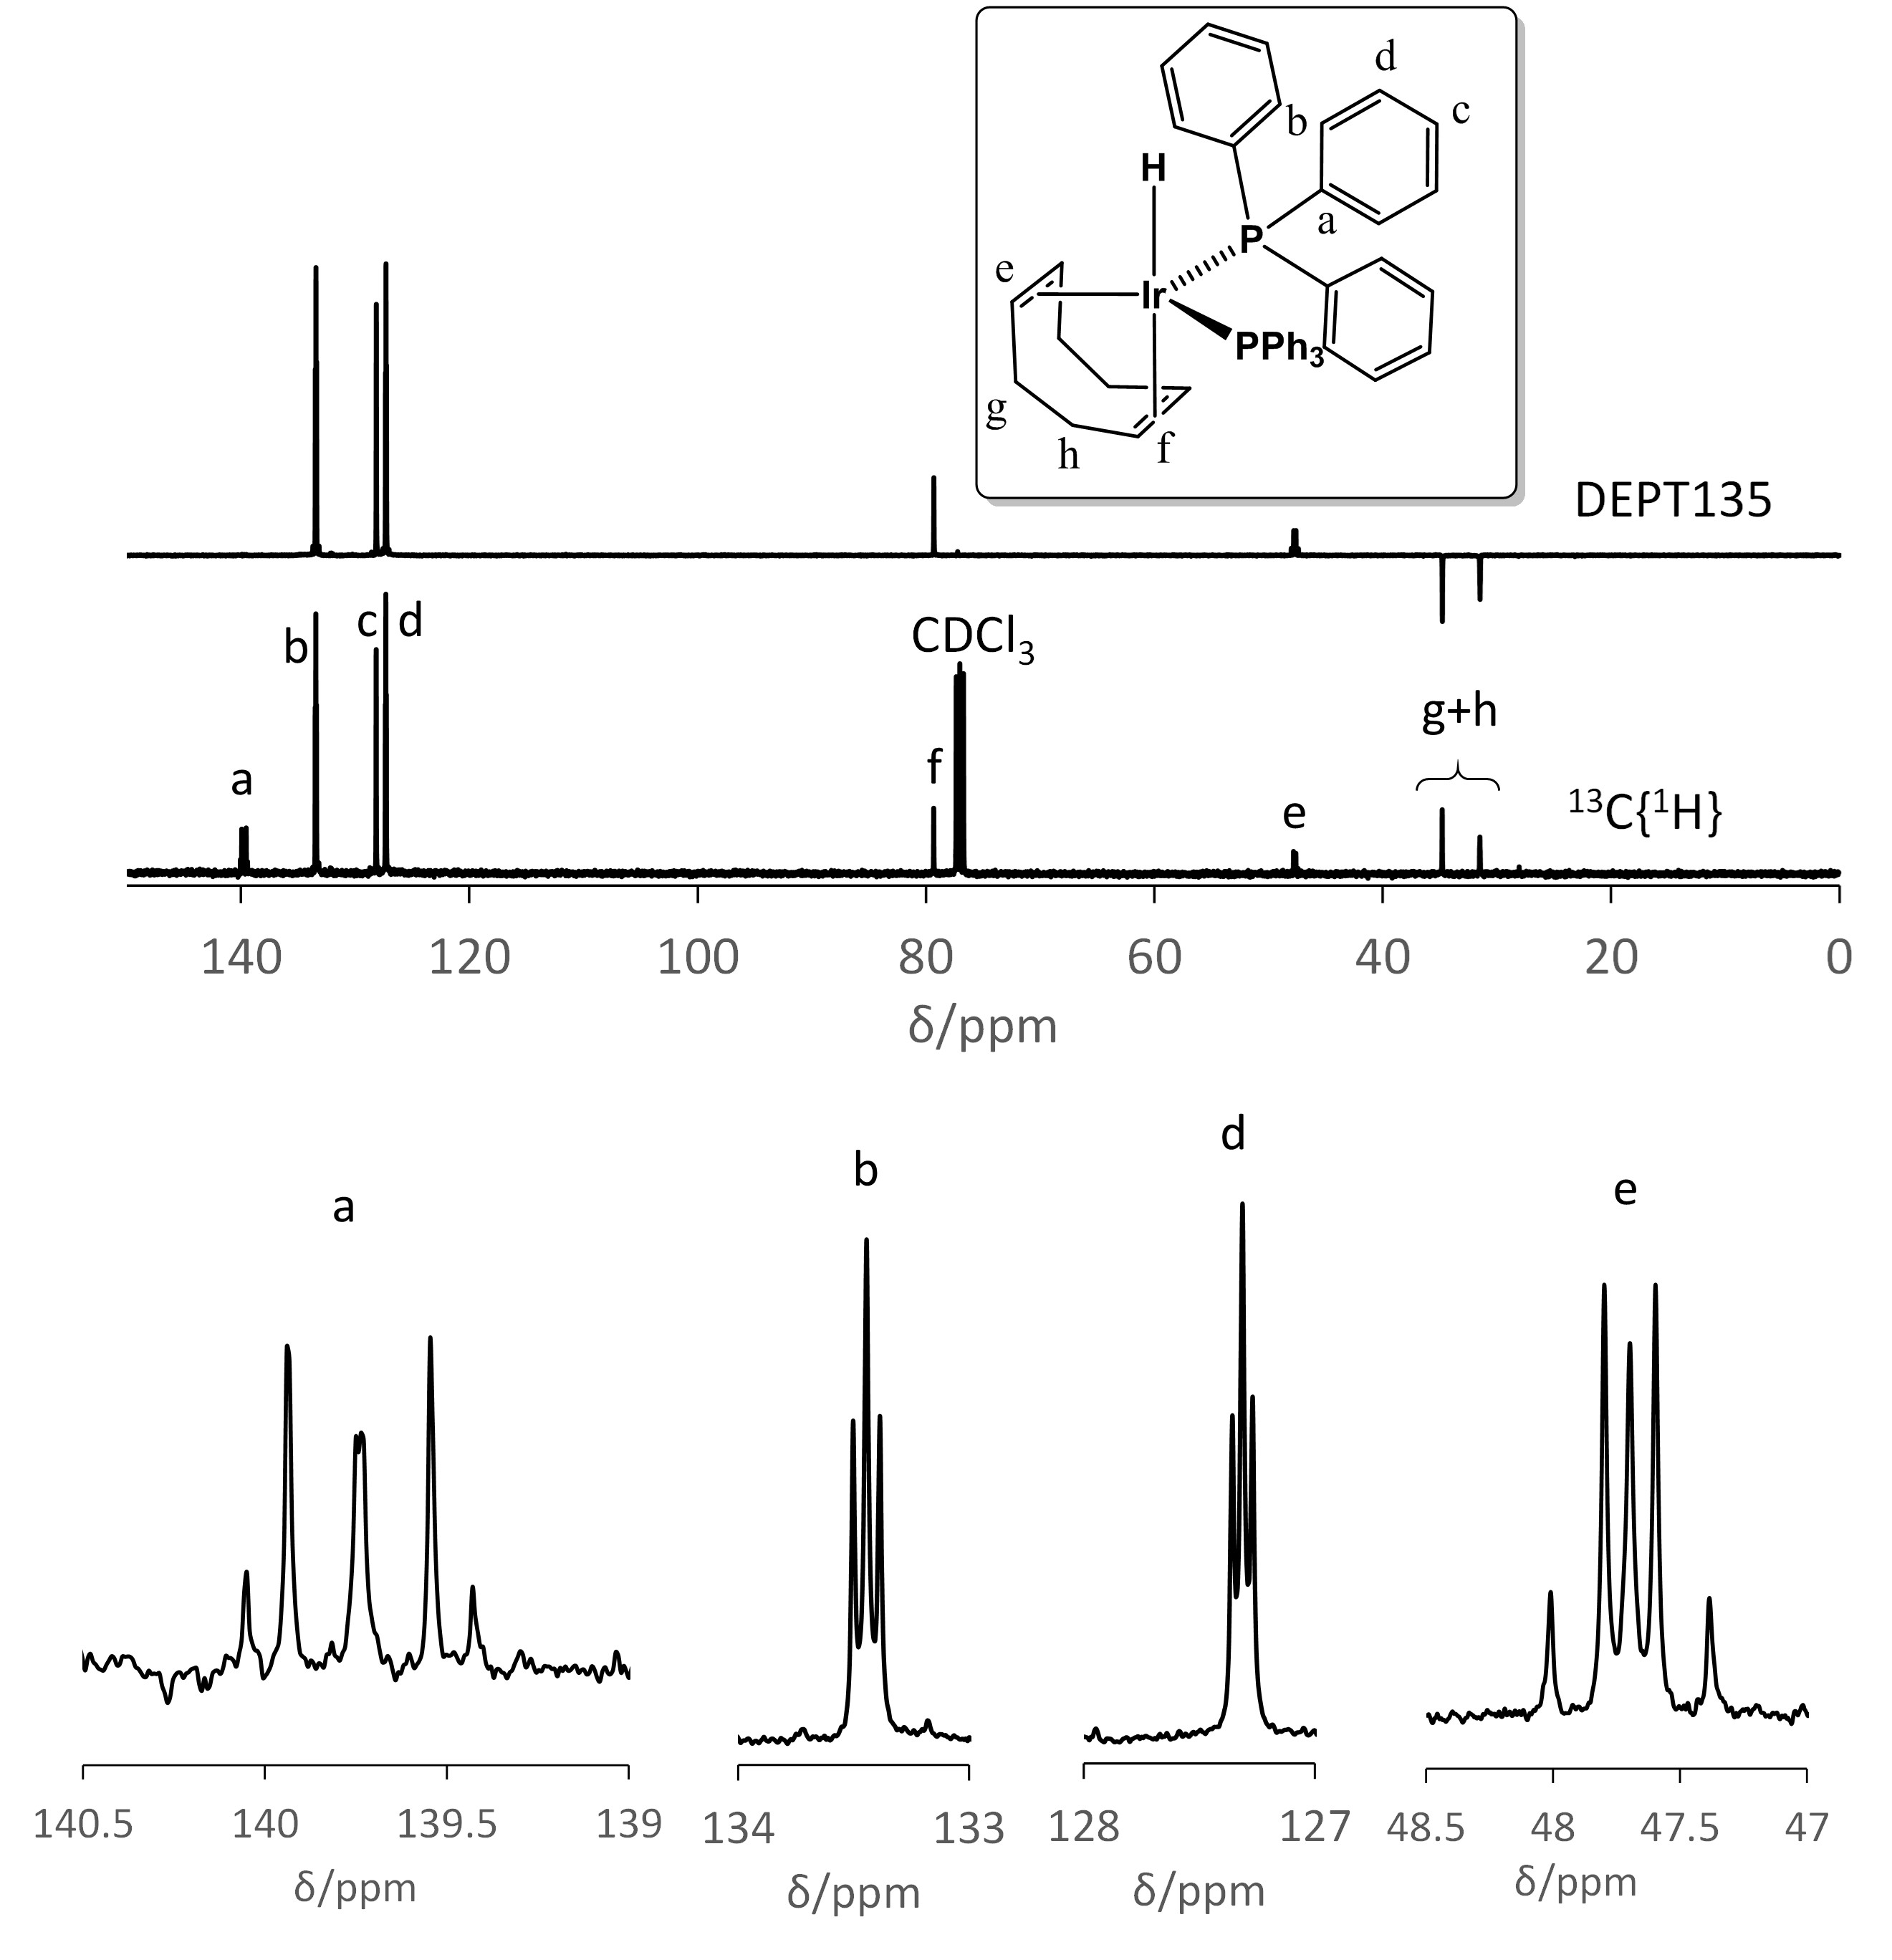 d
b
c
H
P
a
e
Ir
PPh3
g
h
f
DEPT135
b
c
d
CDCl3
g+h
f
a
e
13C{1H}
140
120
100
80
60
40
20
0
δ/ppm
a
b
d
e
140.5
140
139.5
139
134
133
128
127
48.5
48
47.5
47
δ/ppm
δ/ppm
δ/ppm
δ/ppm